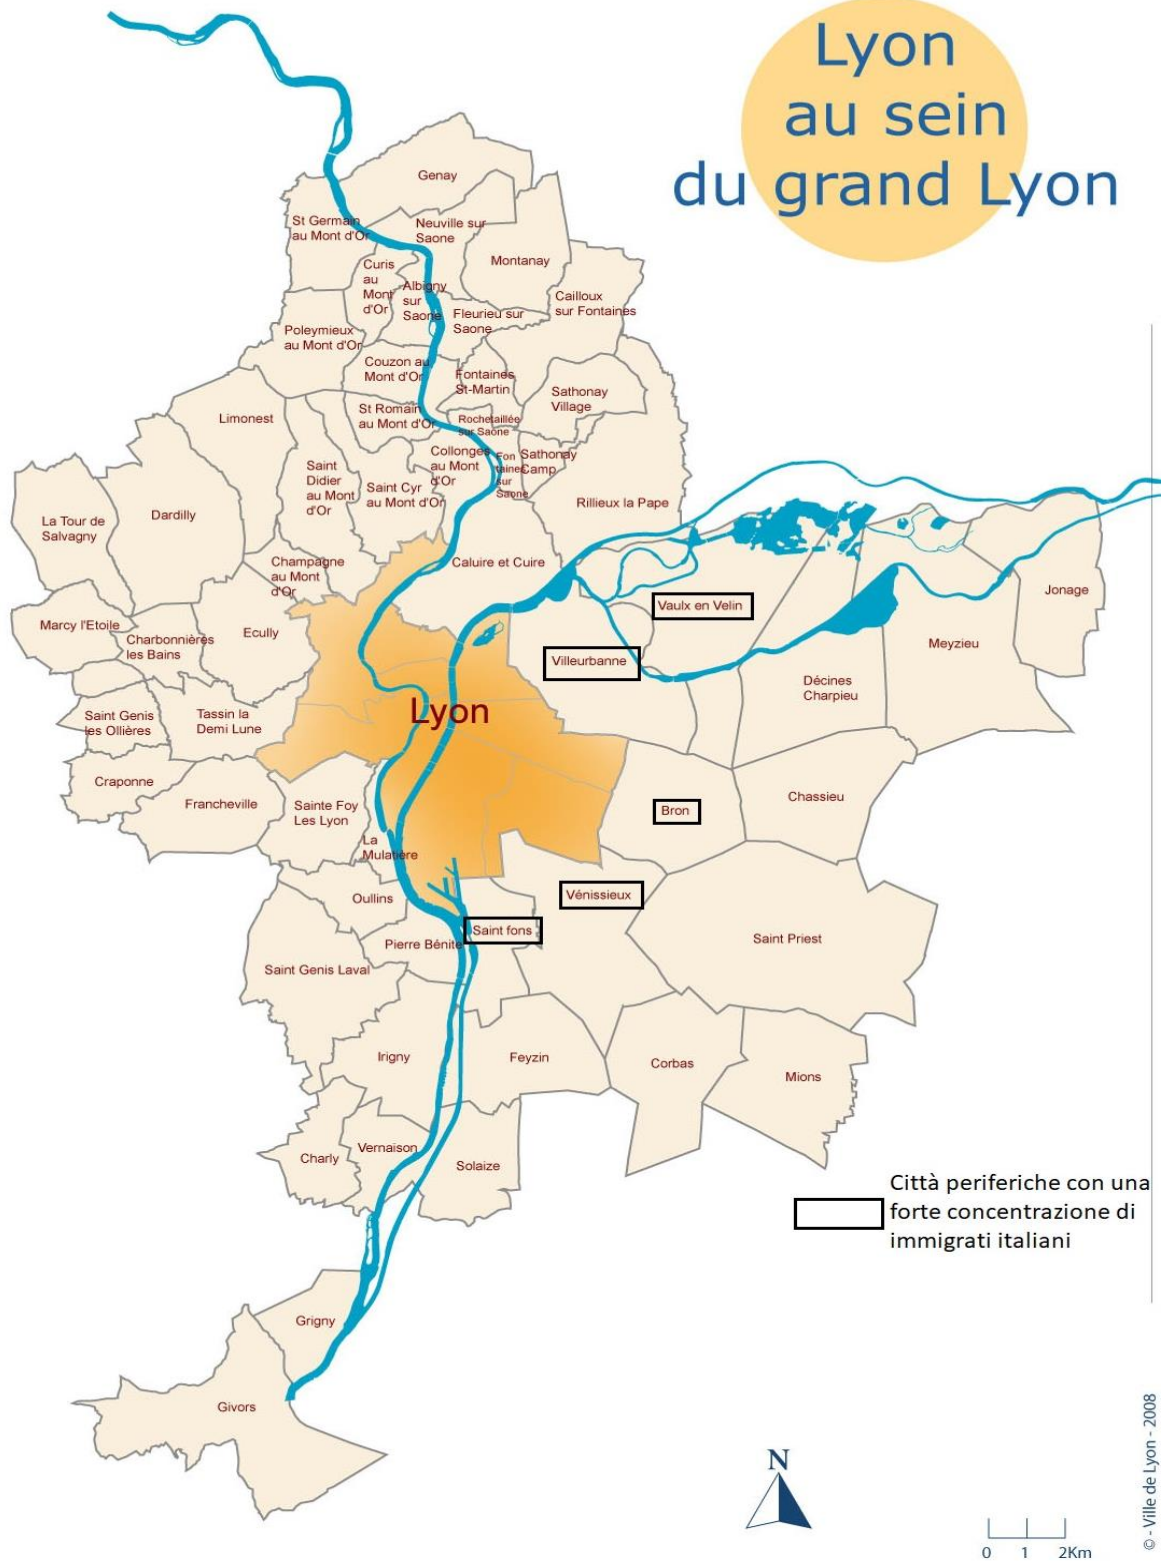 Lyon
au sein
du grand Lyon
Genay
St Germain
au Mont d'Or
Neuville sur
Saone
Montanay
Curis
au
Mont
d'Or
Albigny
sur
Saone
Cailloux
sur Fontaines
Fleurieu sur
Saone
Poleymieux
au Mont d'Or
Couzon au
Mont d'Or
Fontaines
St-Martin
Sathonay
Village
Limonest
St Romain
au Mont d'Or
Rochetaillée
sur Saône
Collonges
au Mont
d'Or
Fon
taines
sur
Saone
Sathonay
Camp
Saint
Didier
au Mont
d'Or
Saint Cyr
au Mont d'Or
Rillieux la Pape
La Tour de
Salvagny
Dardilly
Champagne
au Mont
d'Or
Caluire et Cuire
Jonage
Vaulx en Velin
Marcy l'Etoile
Charbonnières
les Bains
Ecully
Meyzieu
Villeurbanne
Décines
Charpieu
Lyon
Saint Genis
les Ollières
Tassin la
Demi Lune
Craponne
Francheville
Sainte Foy
Les Lyon
Bron
Chassieu
La
Mulatière
Oullins
Vénissieux
Saint fons
Pierre Bénite
Saint Priest
Saint Genis Laval
Irigny
Feyzin
Corbas
Mions
Charly
Vernaison
Solaize
Città periferiche con una
forte concentrazione di
immigrati italiani
Grigny
Givors
N
0 1 2Km
© - Ville de Lyon - 2008